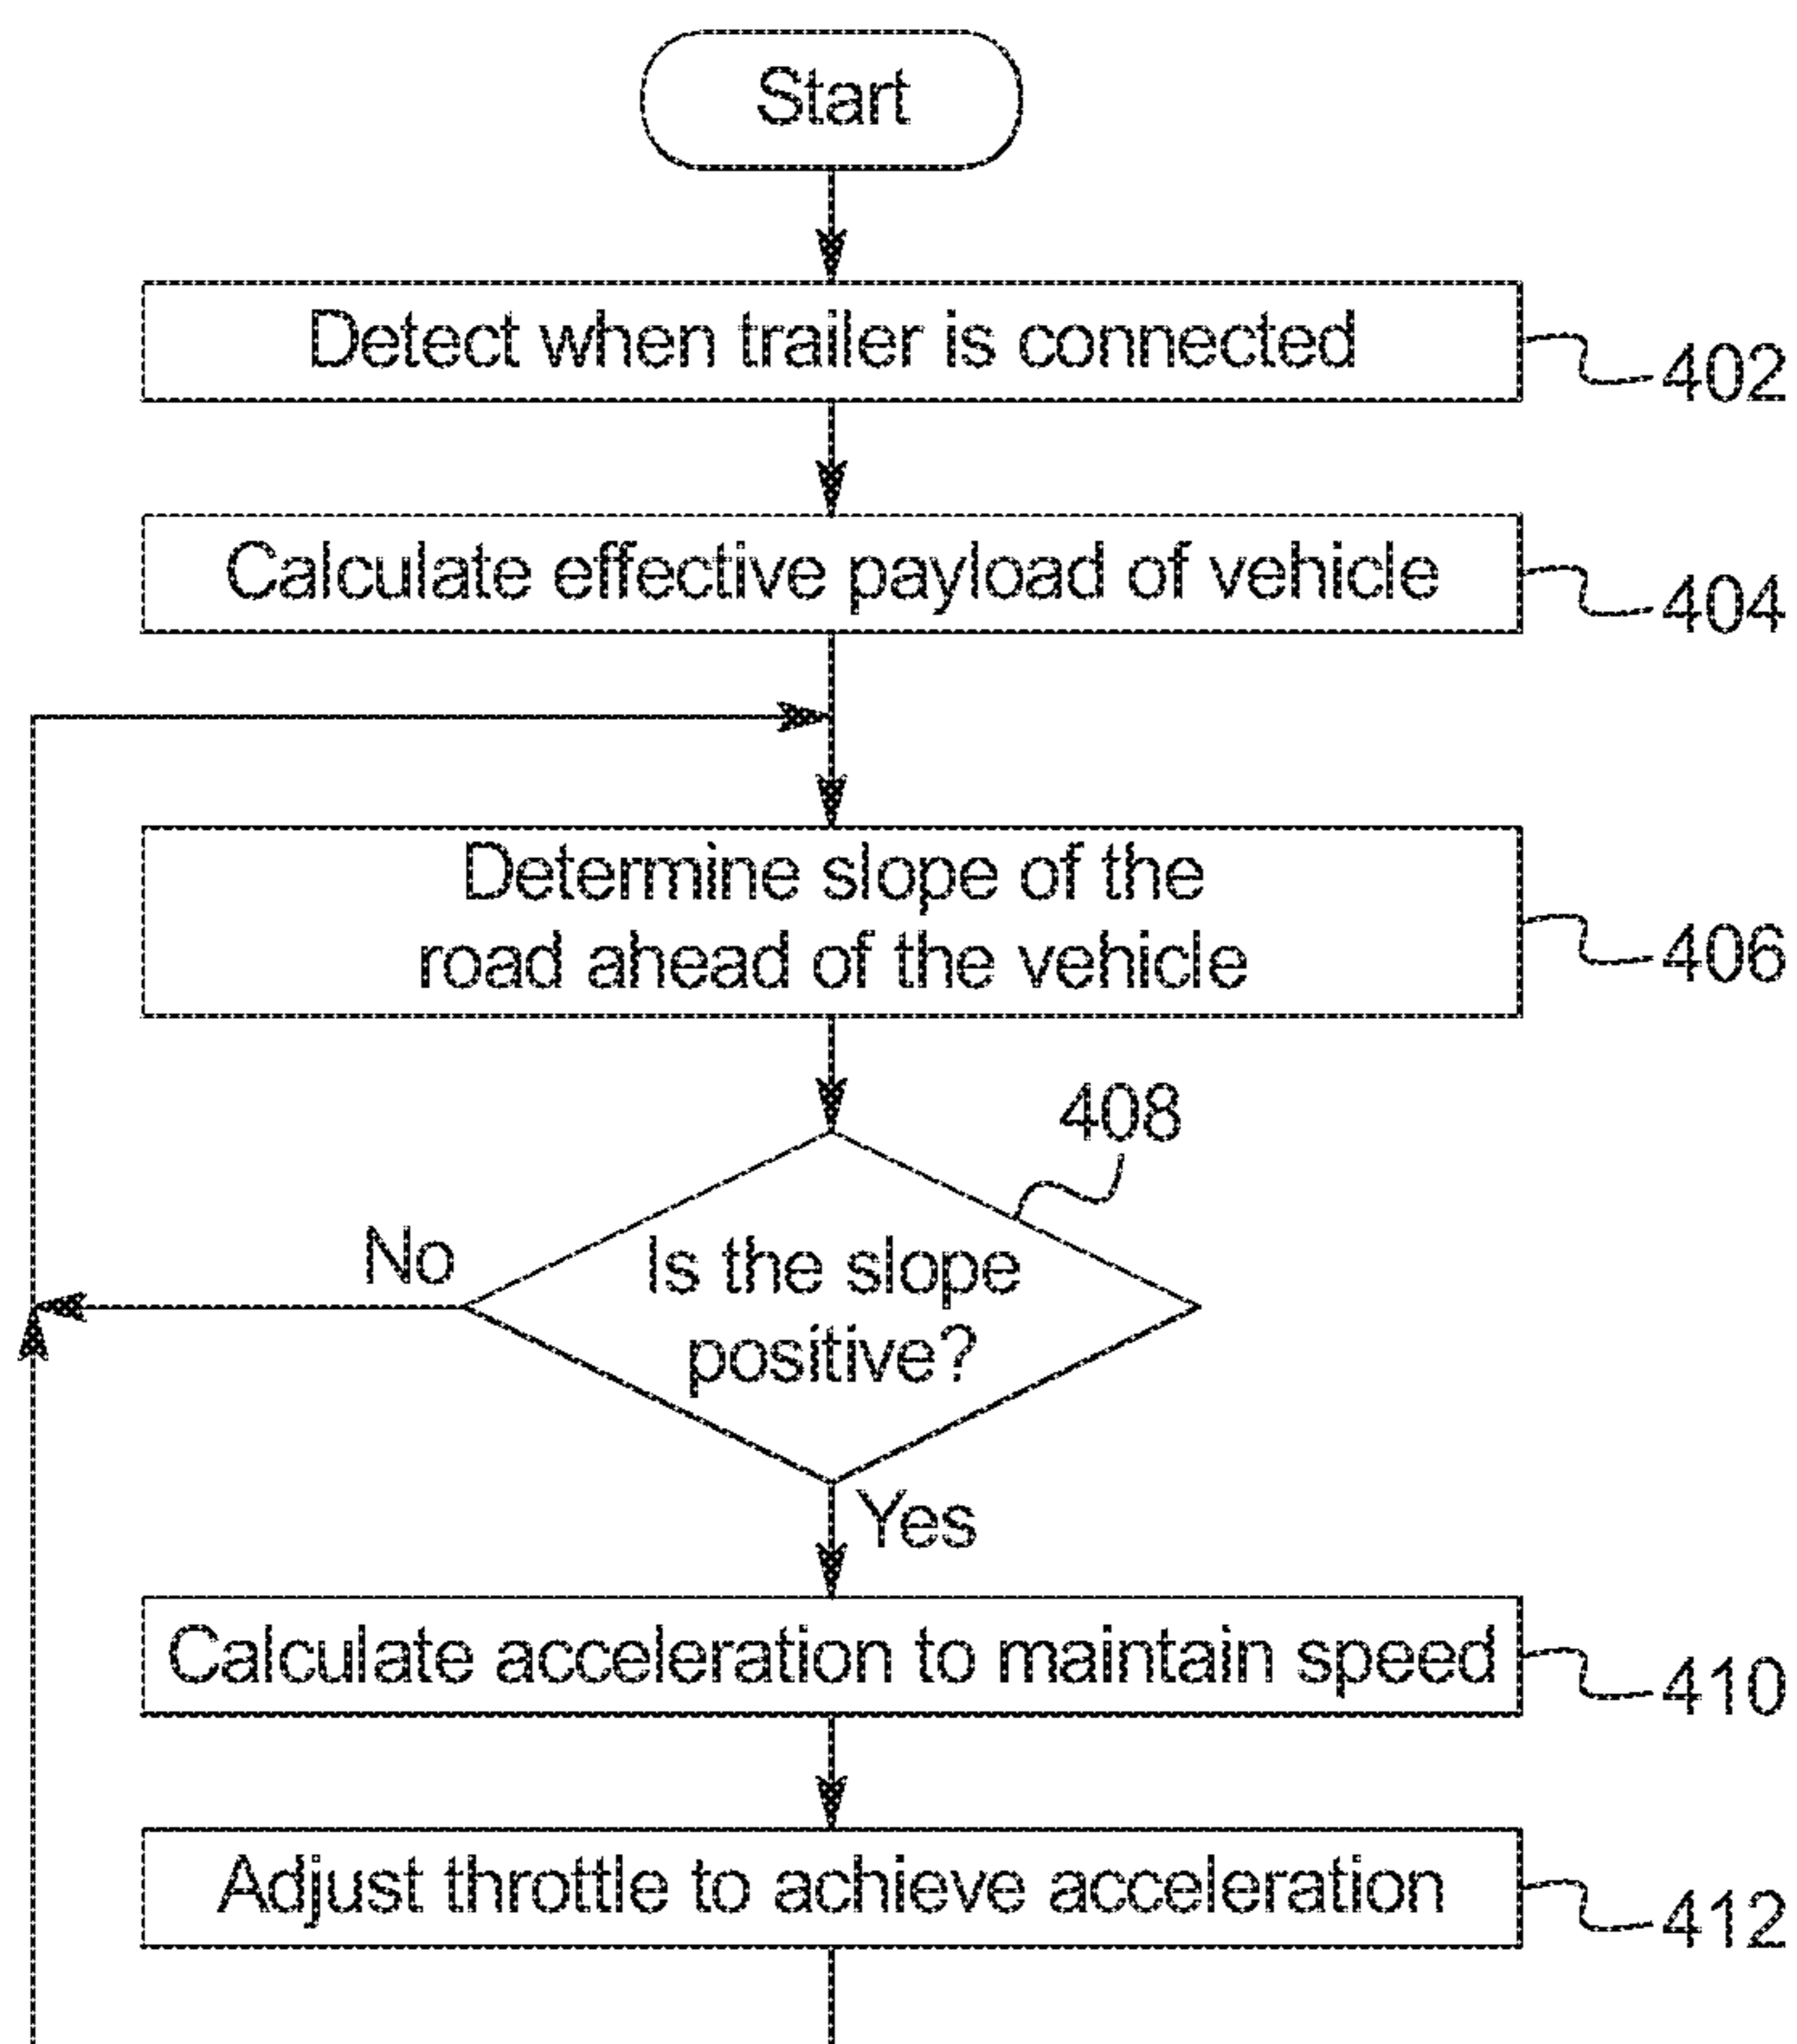 Start
Detect when trailer is connected
402
Calculate effective payload of vehicle
404
Determine slope of the
road ahead of the vehicle
406
408
No
Is the slope
positive?
Yes
Calculate acceleration to maintain speed
410
Adjust throttle to achieve acceleration
412